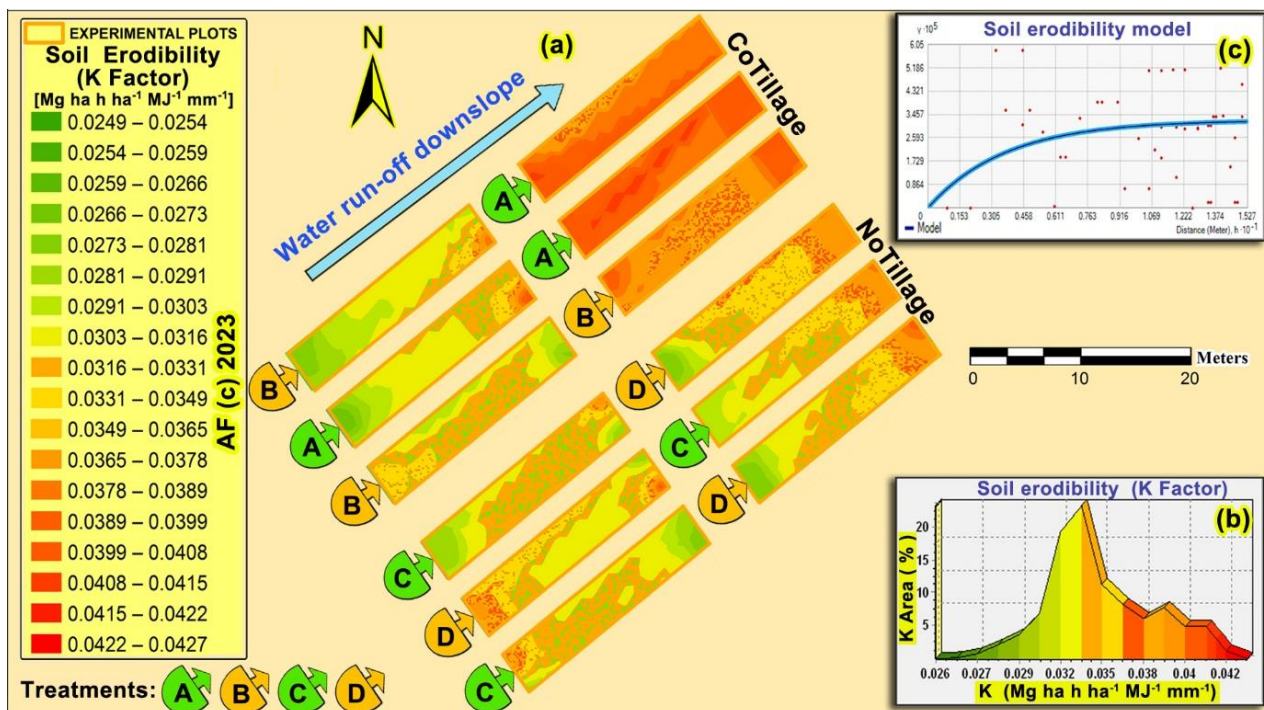 EXPERIMENTAL PLOTS
Soil Erodibility
(K Factor)
[Mg ha h ha⁻¹ MJ⁻¹ mm⁻¹]
0.0249 – 0.0254
0.0254 – 0.0259
0.0259 – 0.0266
0.0266 – 0.0273
0.0273 – 0.0281
0.0281 – 0.0291
0.0291 – 0.0303
0.0303 – 0.0316
0.0316 – 0.0331
0.0331 – 0.0349
0.0349 – 0.0365
0.0365 – 0.0378
0.0378 – 0.0389
0.0389 – 0.0399
0.0399 – 0.0408
0.0408 – 0.0415
0.0415 – 0.0422
0.0422 – 0.0427
AF (c) 2023
Treatments: A B C D
N
(a)
Water run-off downslope
CoTillage
NoTillage
A
A
B
B
A
B
D
C
D
C
D
C
Meters
0 10 20
Soil erodibility model
(c)
γ·10⁵
6.05
5.186
4.321
3.457
2.593
1.729
0.864
0 0.153 0.305 0.458 0.611 0.763 0.916 1.069 1.222 1.374 1.527
Distance (Meter), h·10⁻¹
Model
Soil erodibility (K Factor)
(b)
K Area (%)
20
15
10
5
0.026 0.027 0.029 0.032 0.035 0.038 0.04 0.042
K (Mg ha h ha⁻¹ MJ⁻¹ mm⁻¹)